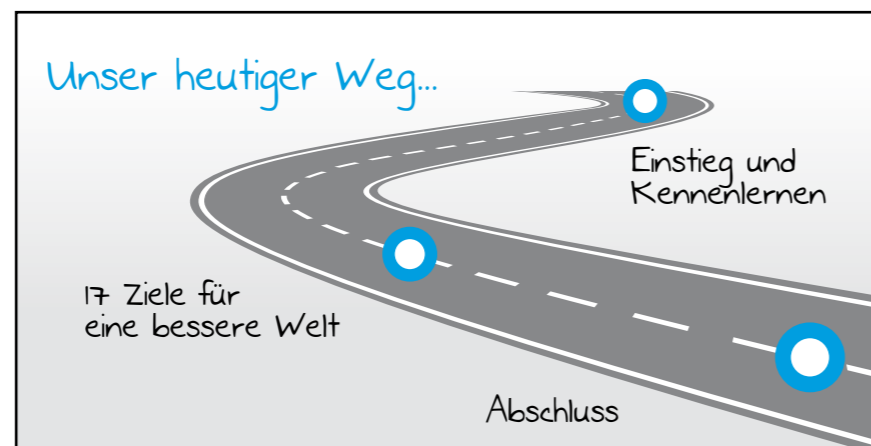 Unser heutiger Weg...
Einstieg und
Kennenlernen
17 Ziele für
eine bessere Welt
Abschluss